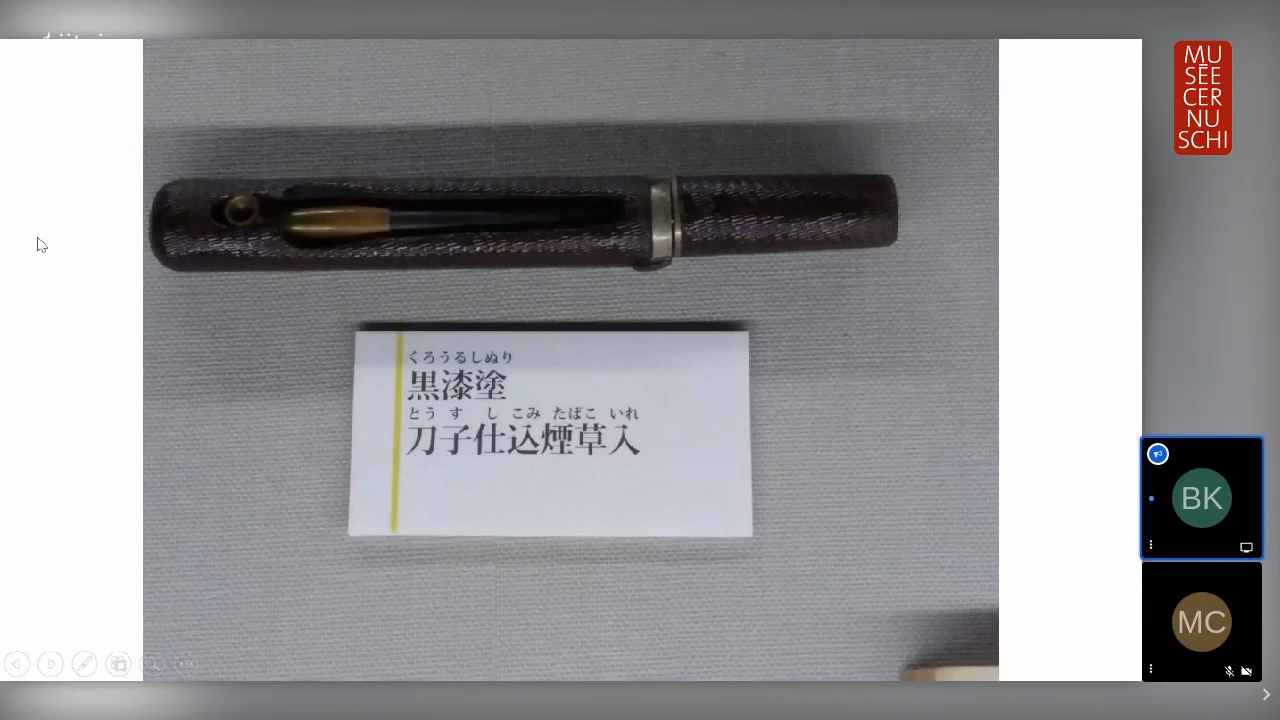 MU
SĒE
CER
NU
SCHI
くろうるしぬり
黒漆塗
とう す し こみ たばこ いれ
刀子仕込煙草入
BK
MC